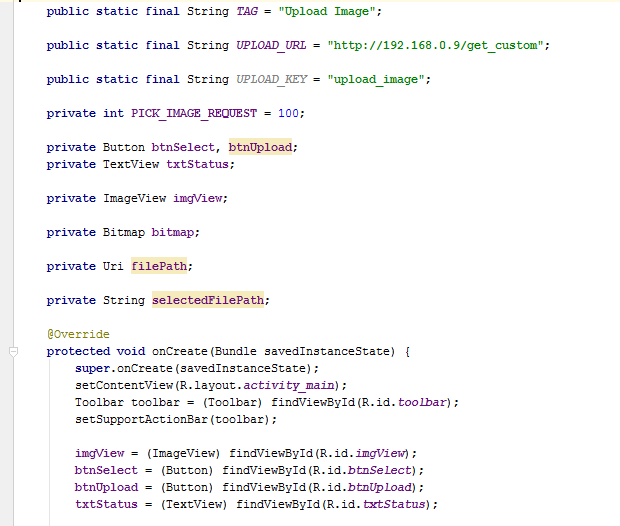 public static final String TAG = "Upload Image";
public static final String UPLOAD_URL = "http://192.168.0.9/get_custom";
public static final String UPLOAD_KEY = "upload_image";
private int PICK_IMAGE_REQUEST = 100;
private Button btnSelect, btnUpload;
private TextView txtStatus;
private ImageView imgView;
private Bitmap bitmap;
private Uri filePath;
private String selectedFilePath;
@Override
protected void onCreate(Bundle savedInstanceState) {
super.onCreate(savedInstanceState);
setContentView(R.layout.activity_main);
Toolbar toolbar = (Toolbar) findViewById(R.id.toolbar);
setSupportActionBar(toolbar);
imgView = (ImageView) findViewById(R.id.imgView);
btnSelect = (Button) findViewById(R.id.btnSelect);
btnUpload = (Button) findViewById(R.id.btnUpload);
txtStatus = (TextView) findViewById(R.id.txtStatus);